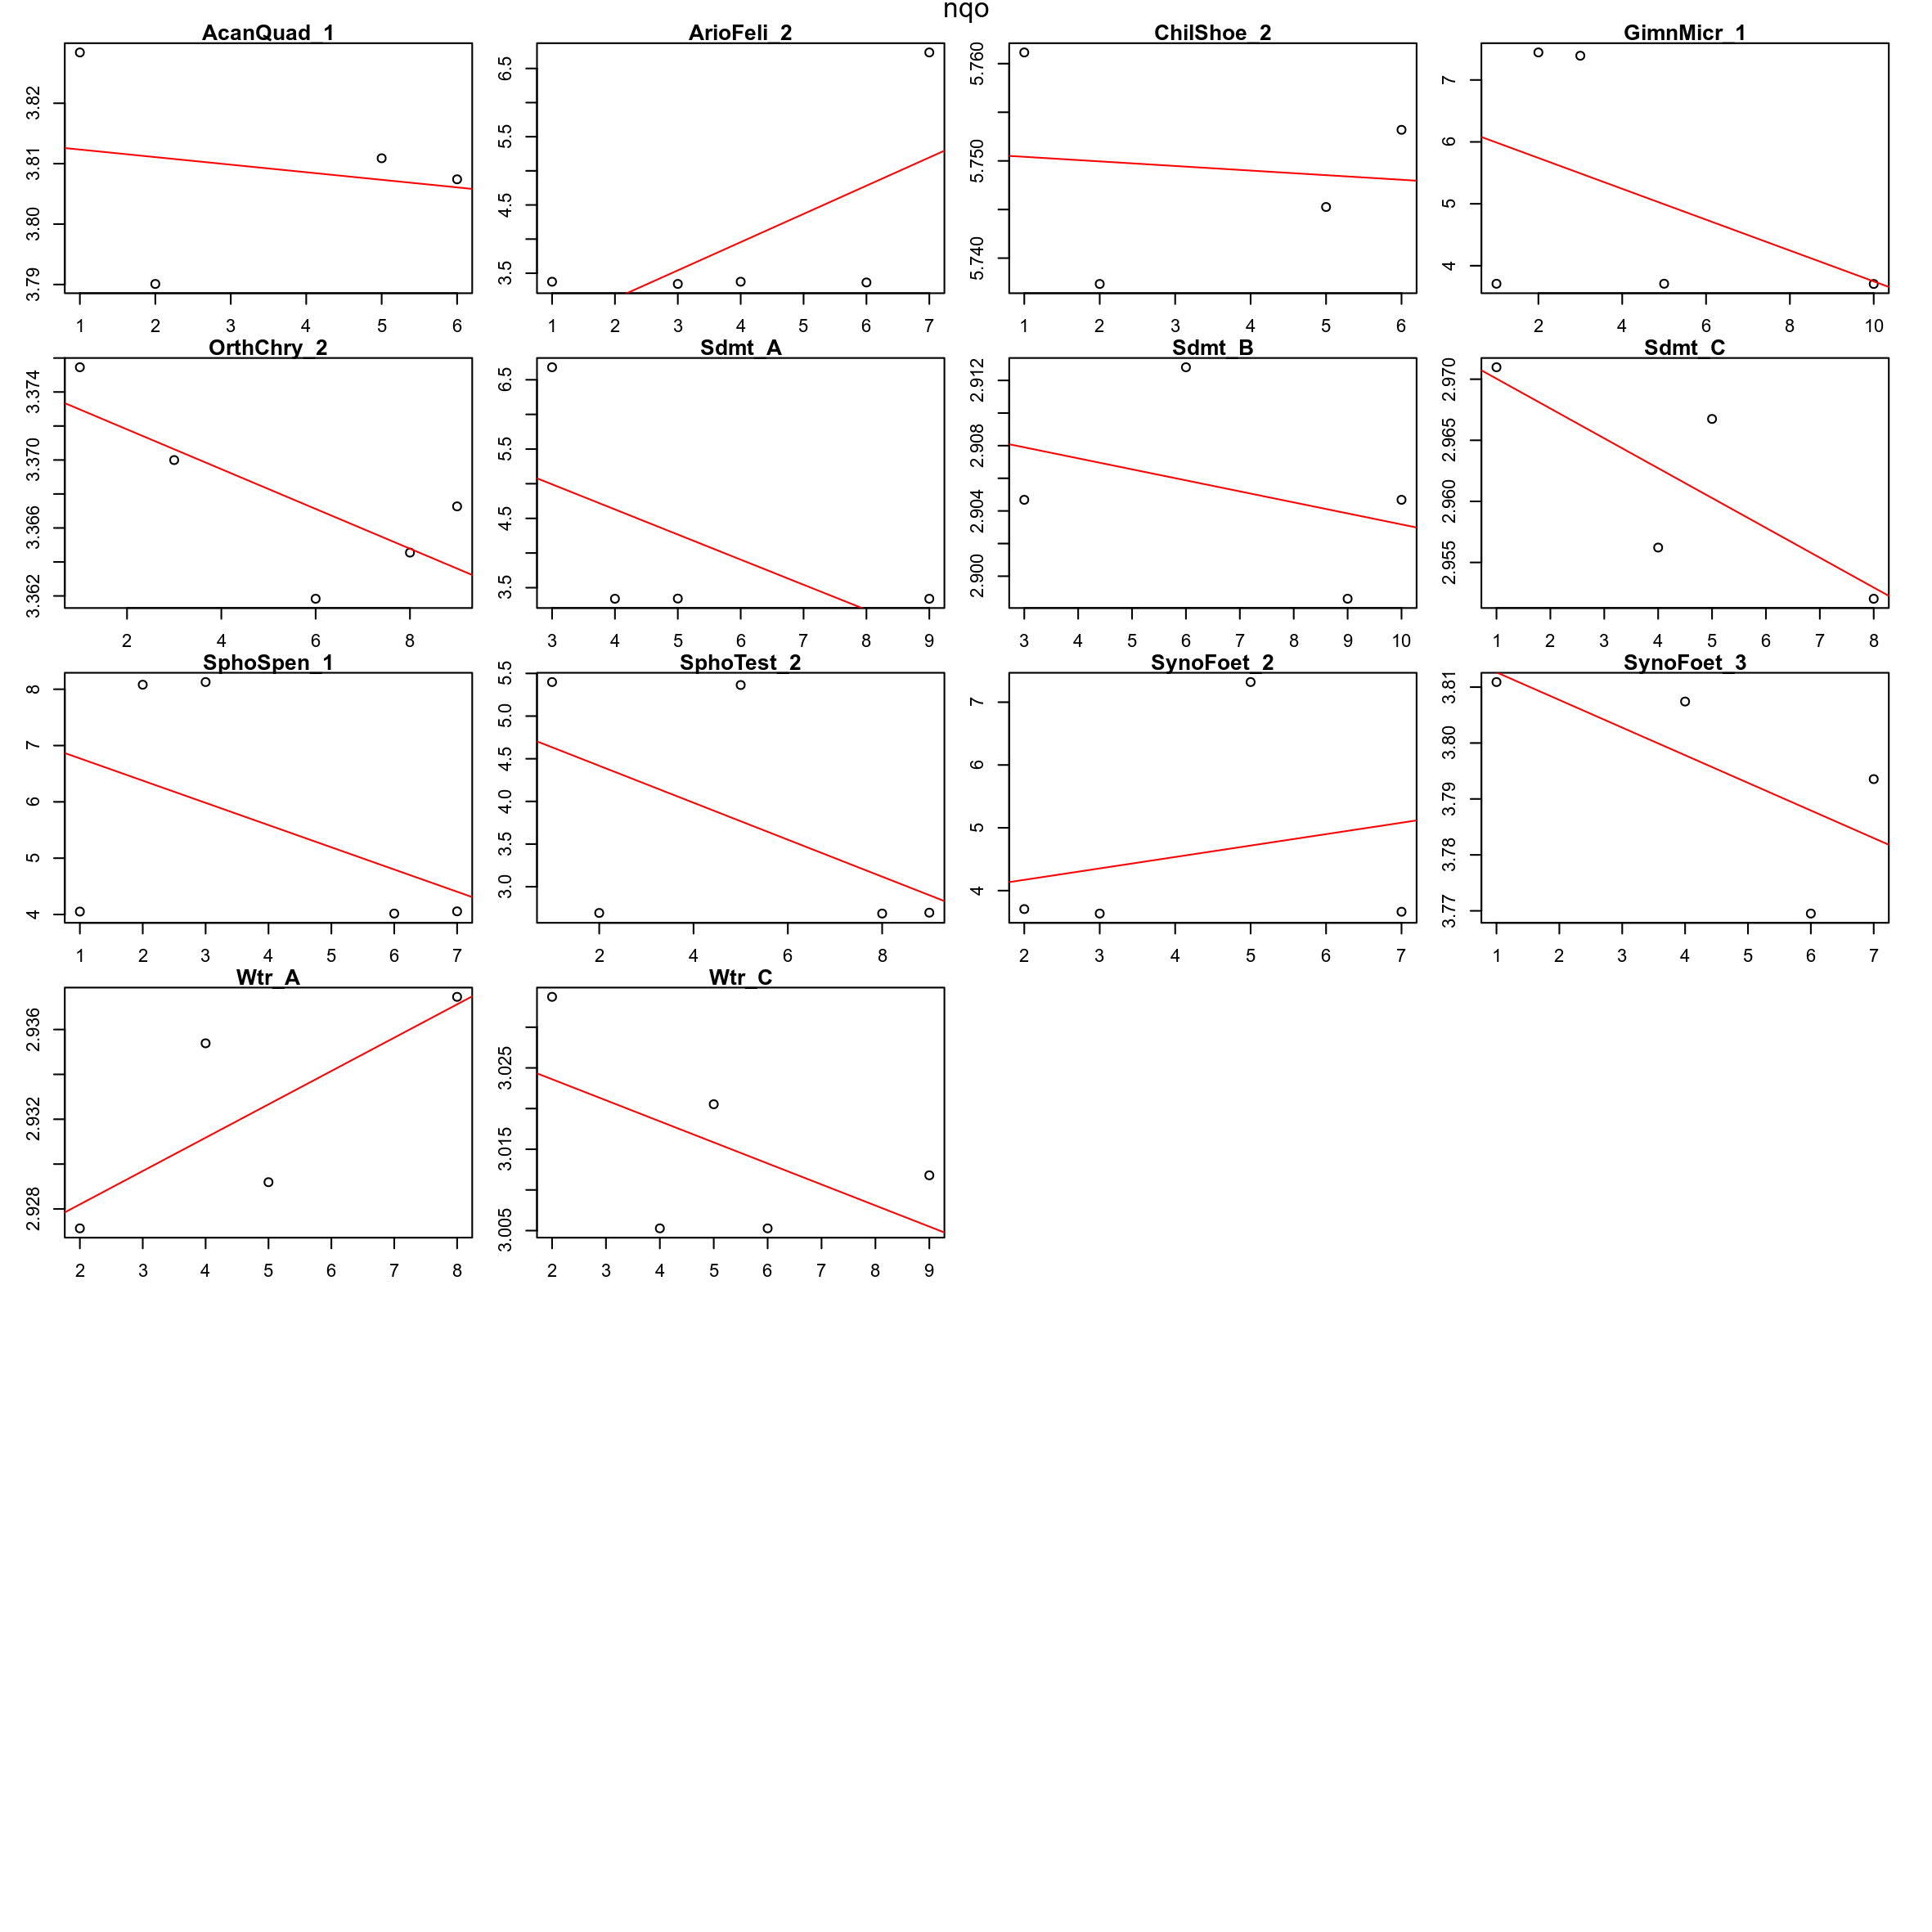 nqo
AcanQuad_1 ArioFeli_2 ChilShoe_2 GimnMicr_1
3.79 3.80 3.81 3.82
1 2 3 4 5 6
3.5 4.5 5.5 6.5
1 2 3 4 5 6 7
5.740 5.750 5.760
1 2 3 4 5 6
4 5 6 7
2 4 6 8 10
OrthChry_2 Sdmt_A Sdmt_B Sdmt_C
3.362 3.366 3.370 3.374
2 4 6 8
3.5 4.5 5.5 6.5
3 4 5 6 7 8 9
2.900 2.904 2.908 2.912
3 4 5 6 7 8 9 10
2.955 2.960 2.965 2.970
1 2 3 4 5 6 7 8
SphoSpen_1 SphoTest_2 SynoFoet_2 SynoFoet_3
4 5 6 7 8
1 2 3 4 5 6 7
3.0 3.5 4.0 4.5 5.0 5.5
2 4 6 8
4 5 6 7
2 3 4 5 6 7
3.77 3.78 3.79 3.80 3.81
1 2 3 4 5 6 7
Wtr_A Wtr_C
2.928 2.932 2.936
2 3 4 5 6 7 8
3.005 3.015 3.025
2 3 4 5 6 7 8 9